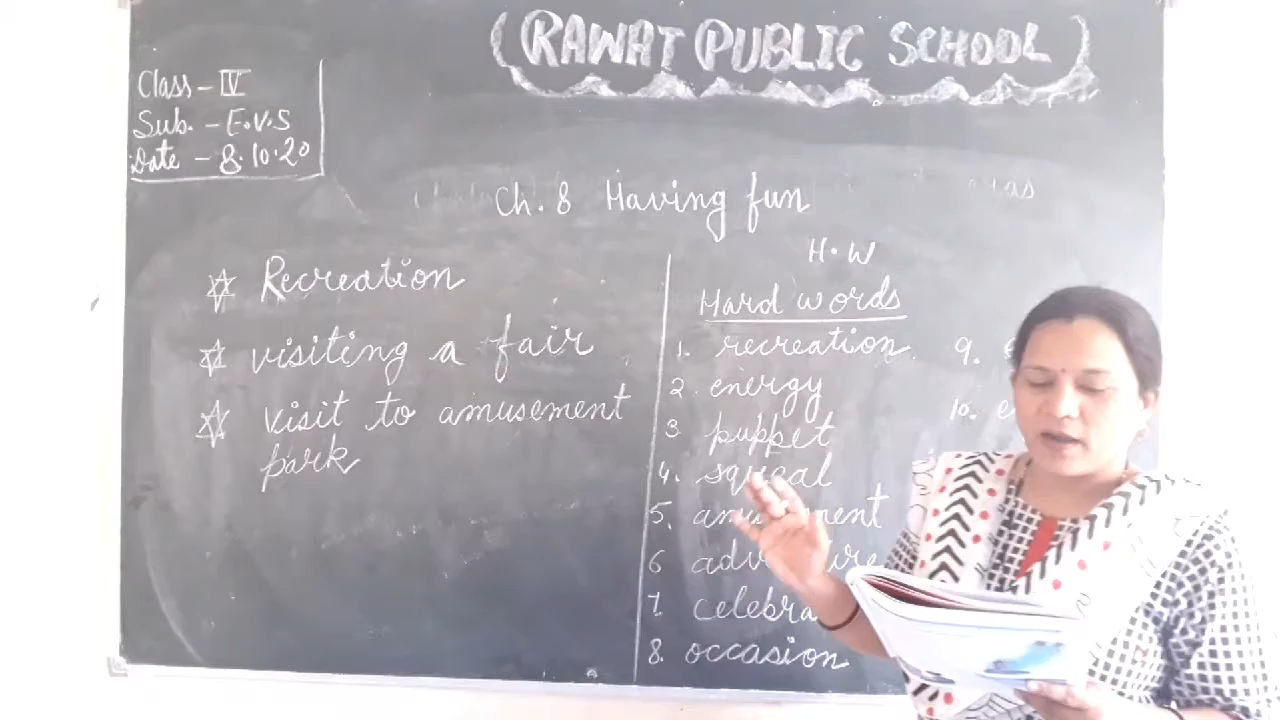 RAWAT PUBLIC SCHOOL
Class - IV
Sub. - E.V.S
Date - 8.10.20
Ch. 8 Having fun
Recreation
visiting a fair
visit to amusement
park
H.W
Hard words
1. recreation
2. energy
3. puppet
4. squeal
5. amusement
6 adventure
7.
8. occasion
9.
10.